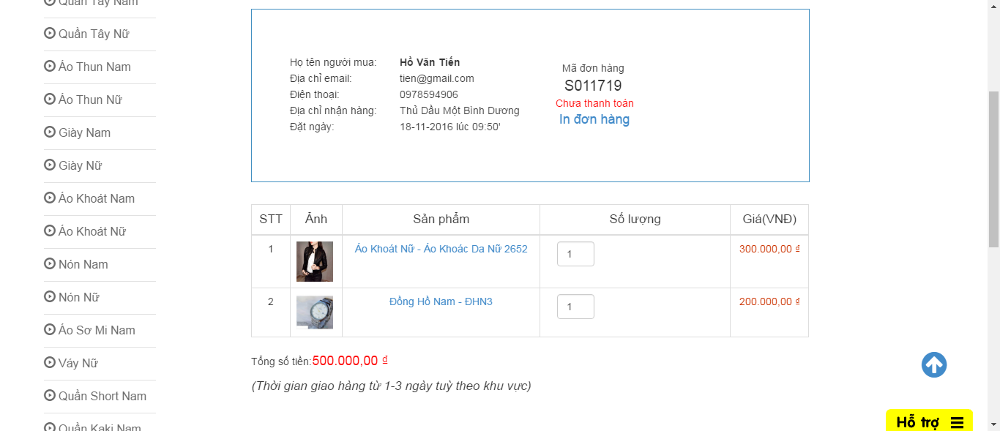 Quần Tây Nam
Quần Tây Nữ
Áo Thun Nam
Áo Thun Nữ
Giày Nam
Giày Nữ
Áo Khoát Nam
Áo Khoát Nữ
Nón Nam
Nón Nữ
Áo Sơ Mi Nam
Váy Nữ
Quần Short Nam
Quần Kaki Nam
Họ tên người mua: Hồ Văn Tiến
Địa chỉ email: tien@gmail.com
Điện thoại: 0978594906
Địa chỉ nhận hàng: Thủ Dầu Một Bình Dương
Đặt ngày: 18-11-2016 lúc 09:50'
Mã đơn hàng
S011719
Chưa thanh toán
In đơn hàng
STT Ảnh Sản phẩm Số lượng Giá(VNĐ)
1 Áo Khoát Nữ - Áo Khoác Da Nữ 2652 1 300.000,00 ₫
2 Đồng Hồ Nam - ĐHN3 1 200.000,00 ₫
Tổng số tiền:500.000,00 ₫
(Thời gian giao hàng từ 1-3 ngày tuỳ theo khu vực)
Hỗ trợ